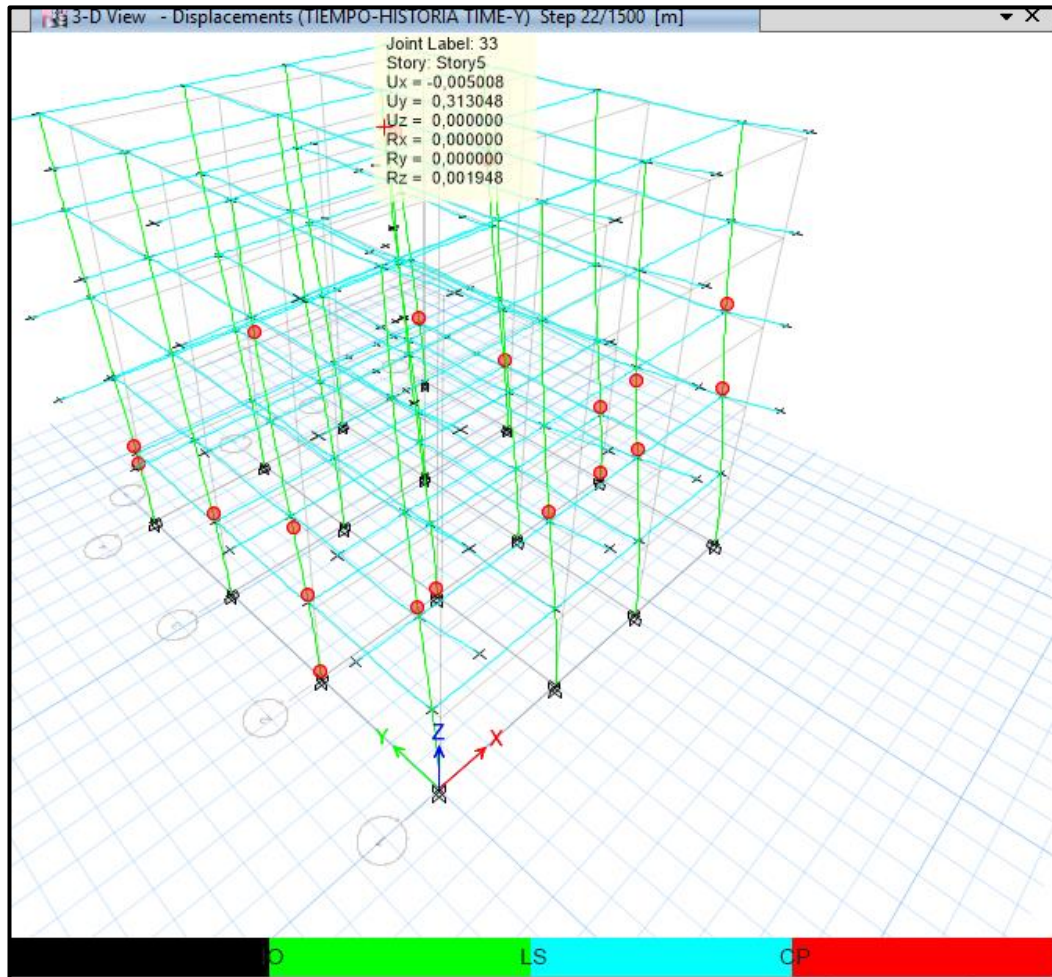 3-D View - Displacements (TIEMPO-HISTORIA TIME-Y) Step 22/1500 [m]
Joint Label: 33
Story: Story5
Ux = -0,005008
Uy = 0,313048
Uz = 0,000000
Rx = 0,000000
Ry = 0,000000
Rz = 0,001948
Y
Z
X
IO
LS
CP